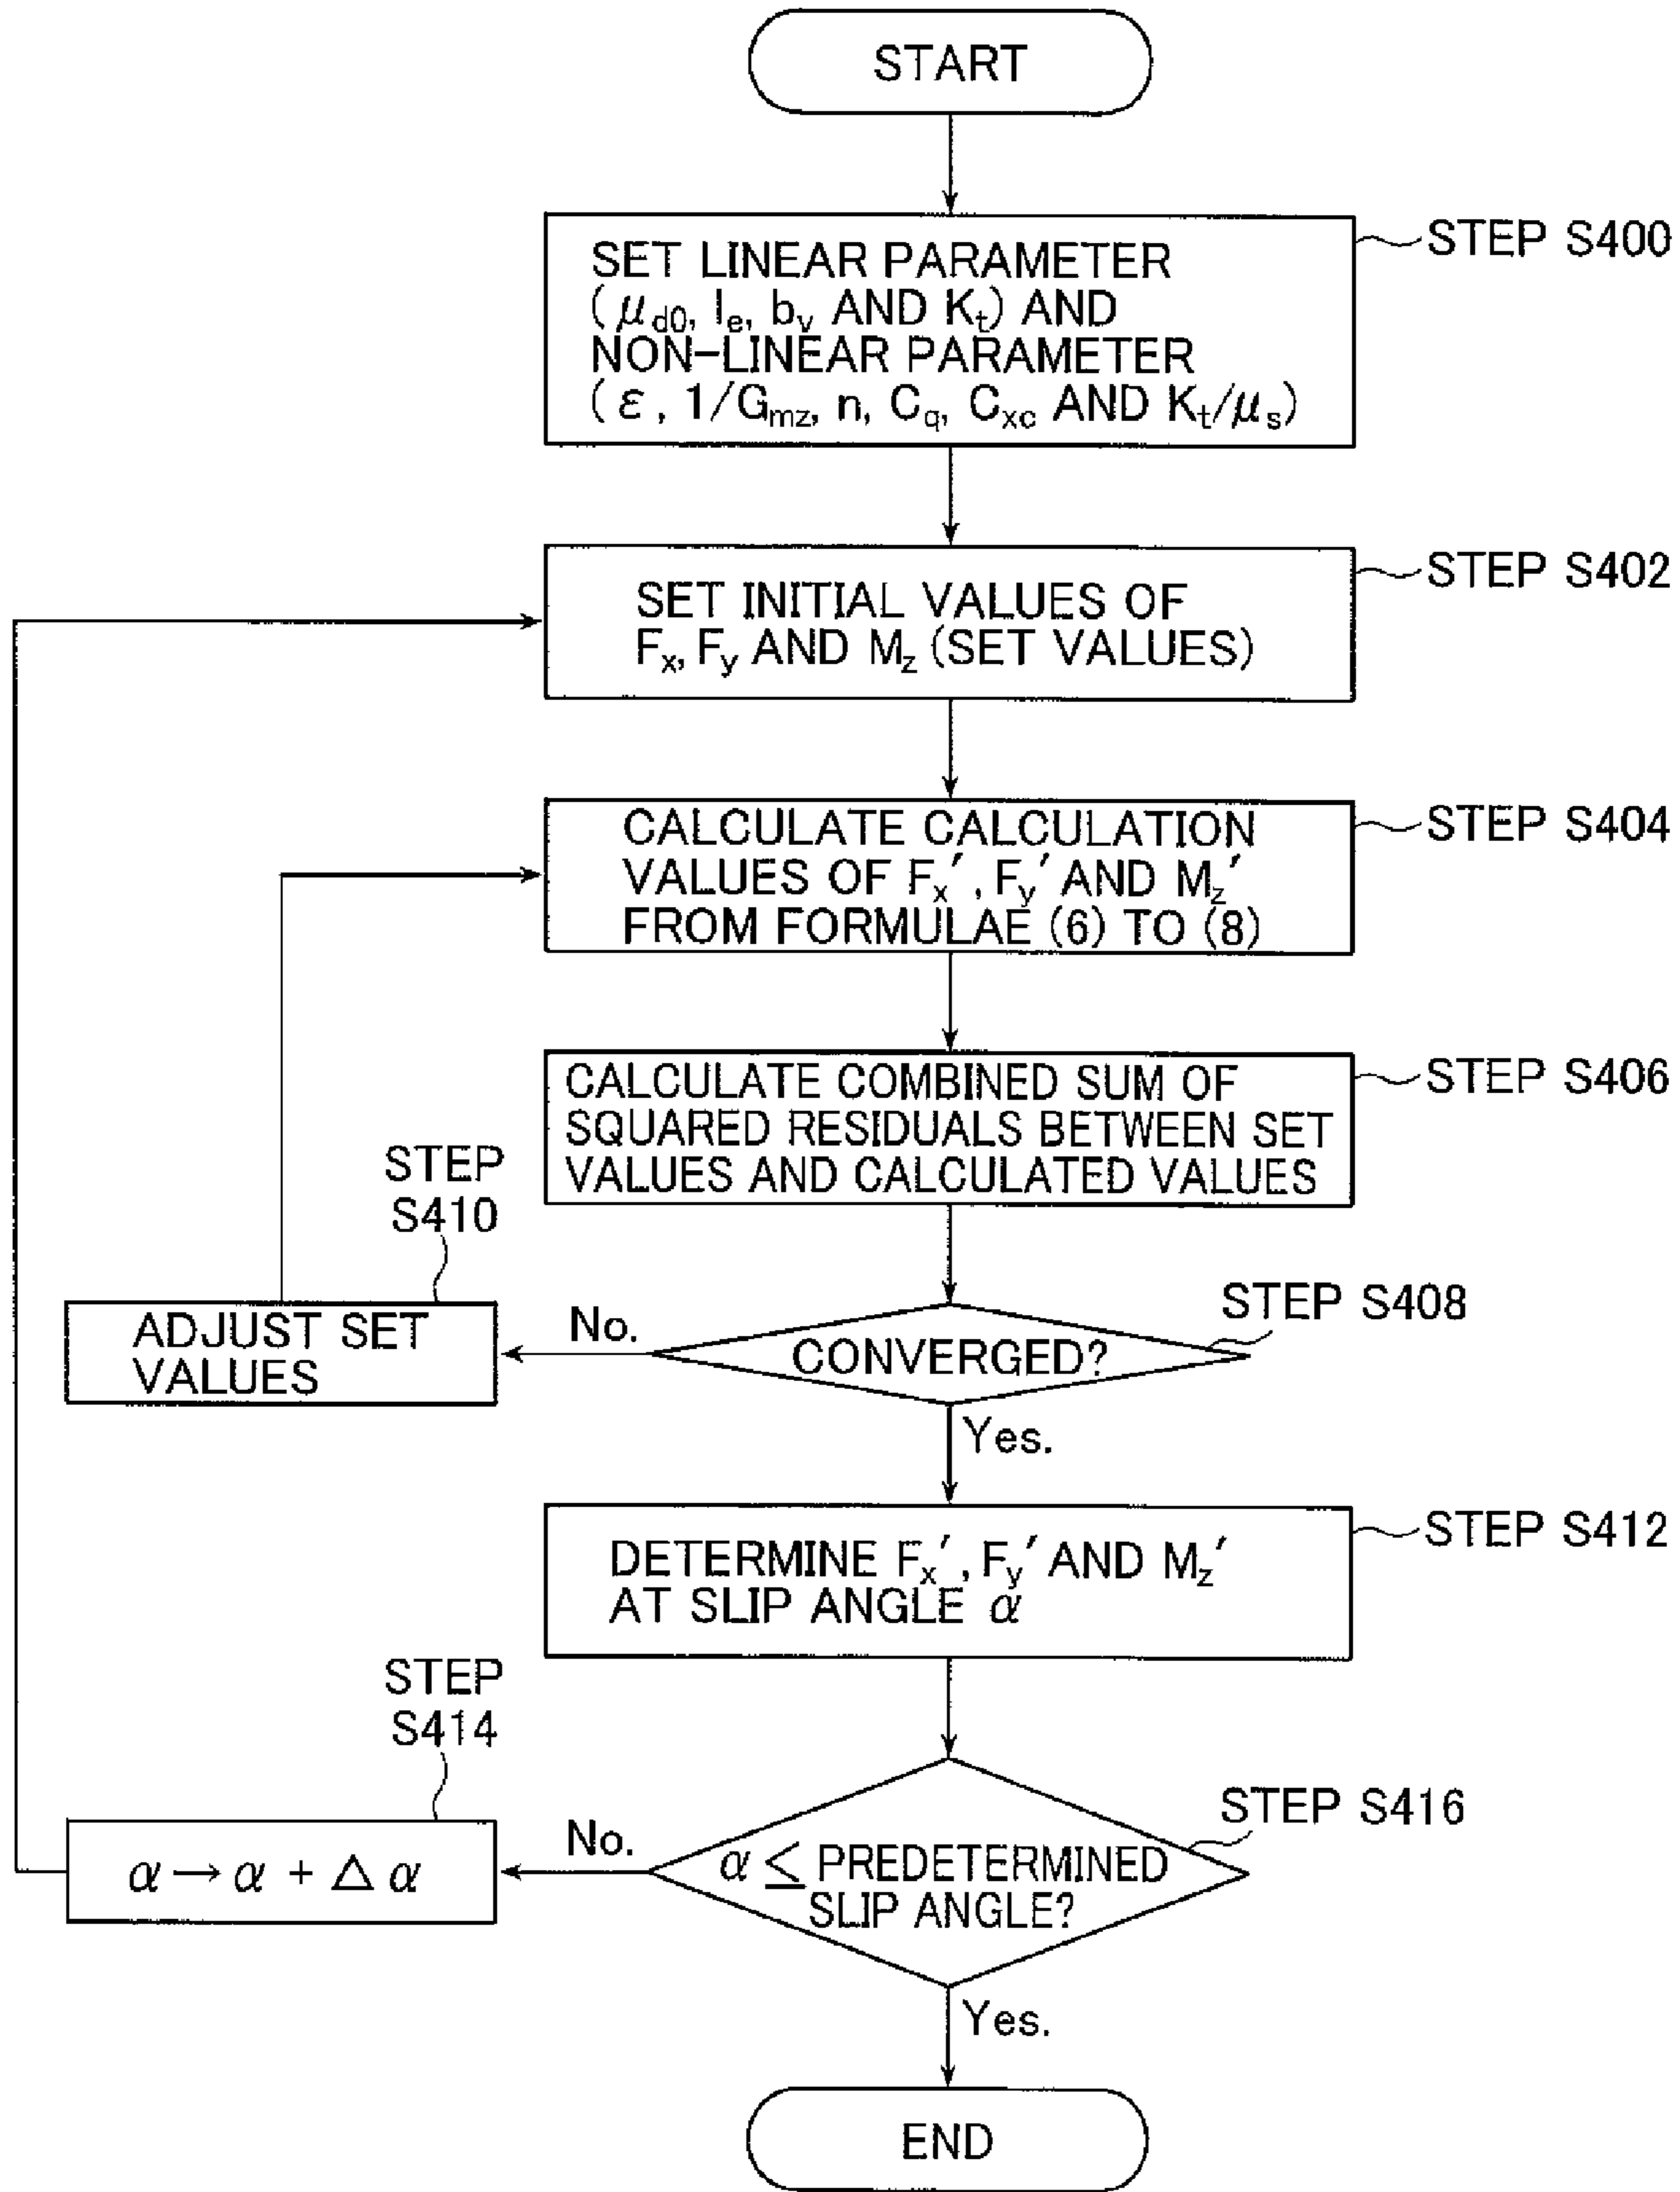 START
STEP S400
SET LINEAR PARAMETER
(μd0, le, bv AND Kt) AND
NON-LINEAR PARAMETER
(ε, 1/Gmz, n, Cq, Cxc AND Kt/μs)
STEP S402
SET INITIAL VALUES OF
Fx, Fy AND Mz (SET VALUES)
STEP S404
CALCULATE CALCULATION
VALUES OF Fx′, Fy′ AND Mz′
FROM FORMULAE (6) TO (8)
STEP S406
CALCULATE COMBINED SUM OF
SQUARED RESIDUALS BETWEEN SET
VALUES AND CALCULATED VALUES
STEP
S410
ADJUST SET
VALUES
No.
STEP S408
CONVERGED?
Yes.
STEP S412
DETERMINE Fx′, Fy′ AND Mz′
AT SLIP ANGLE α
STEP
S414
α → α + Δ α
No.
STEP S416
α ≤ PREDETERMINED
SLIP ANGLE?
Yes.
END